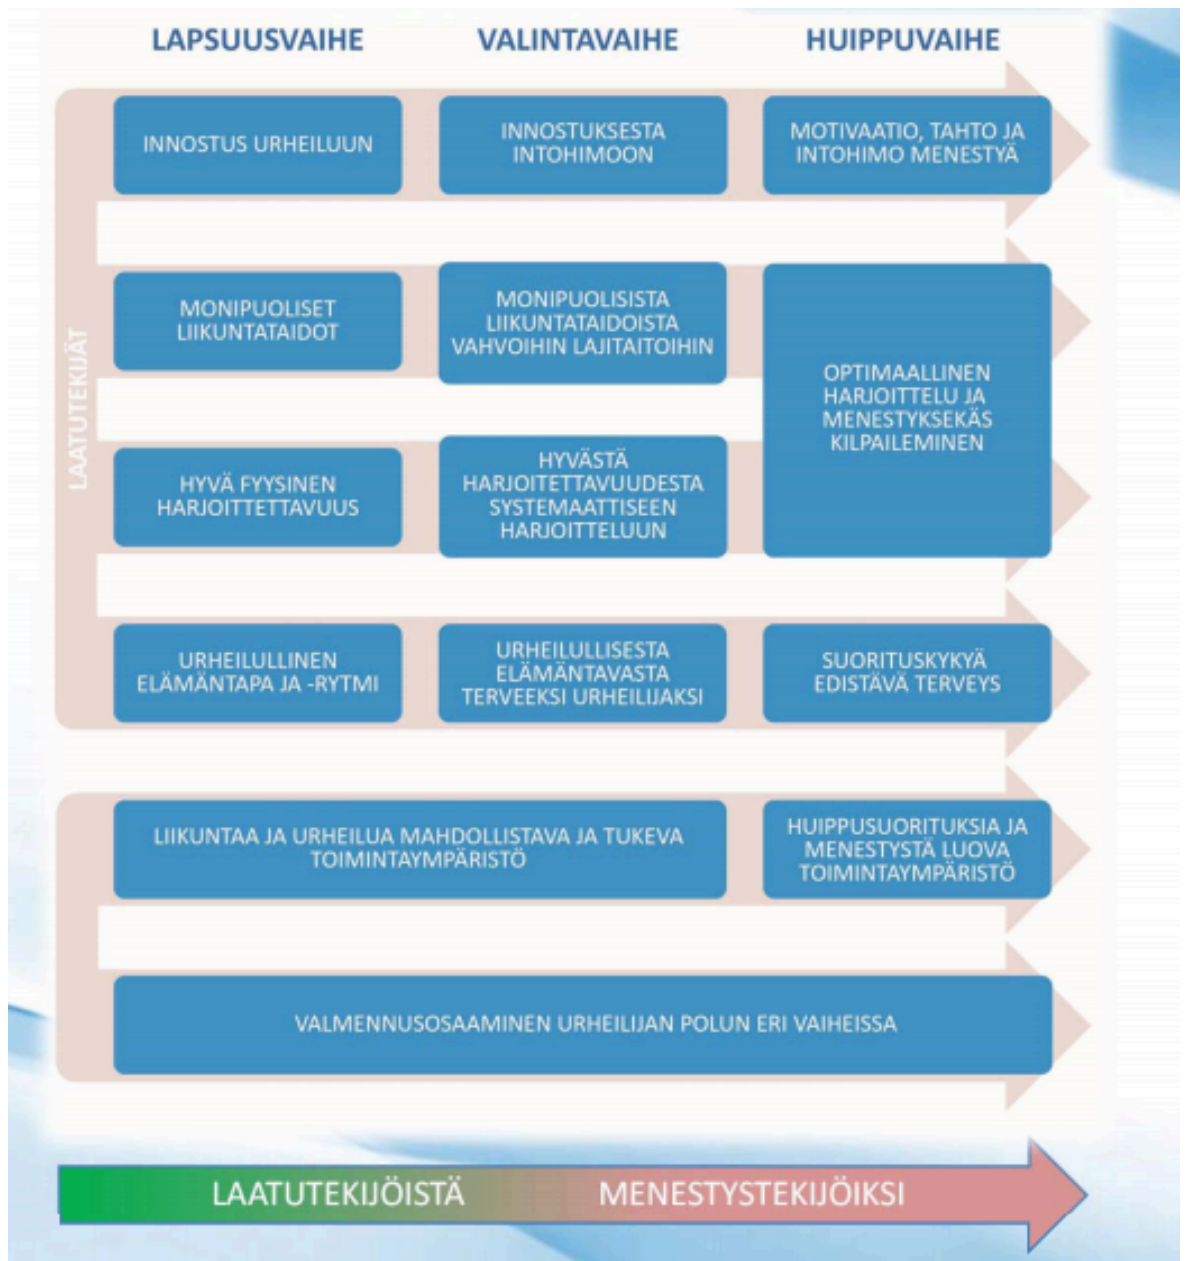 LAPSUUSVAIHE
VALINTAVAIHE
HUIPPUVAIHE
LAATUTEKIJÄT
INNOSTUS URHEILUUN
INNOSTUKSESTA
INTOHIMOON
MOTIVAATIO, TAHTO JA
INTOHIMO MENESTYÄ
MONIPUOLISET
LIIKUNTATAIDOT
MONIPUOLISISTA
LIIKUNTATAIDOISTA
VAHVOIHIN LAJITAITOIHIN
OPTIMAALLINEN
HARJOITTELU JA
MENESTYKSEKÄS
KILPAILEMINEN
HYVÄ FYYSINEN
HARJOITTETTAVUUS
HYVÄSTÄ
HARJOITETTAVUUDESTA
SYSTEMAATTISEEN
HARJOITTELUUN
URHEILULLINEN
ELÄMÄNTAPA JA -RYTMI
URHEILULLISESTA
ELÄMÄNTAVASTA
TERVEEKSI URHEILIJAKSI
SUORITUSKYKYÄ
EDISTÄVÄ TERVEYS
LIIKUNTAA JA URHEILUA MAHDOLLISTAVA JA TUKEVA
TOIMINTAYMPÄRISTÖ
HUIPPUSUORITUKSIA JA
MENESTYSTÄ LUOVA
TOIMINTAYMPÄRISTÖ
VALMENNUSOSAAMINEN URHEILIJAN POLUN ERI VAIHEISSA
LAATUTEKIJÖISTÄ
MENESTYSTEKIJÖIKSI